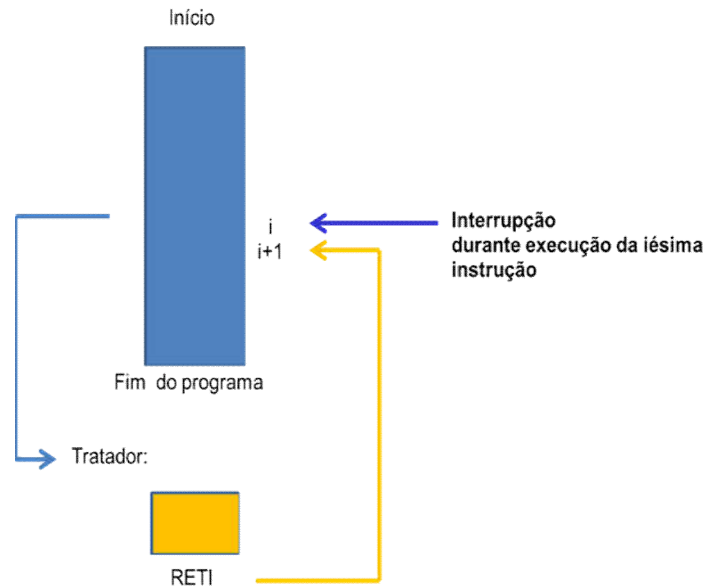 Início
i
i+1
Interrupção
durante execução da iésima
instrução
Fim do programa
Tratador:
RETI